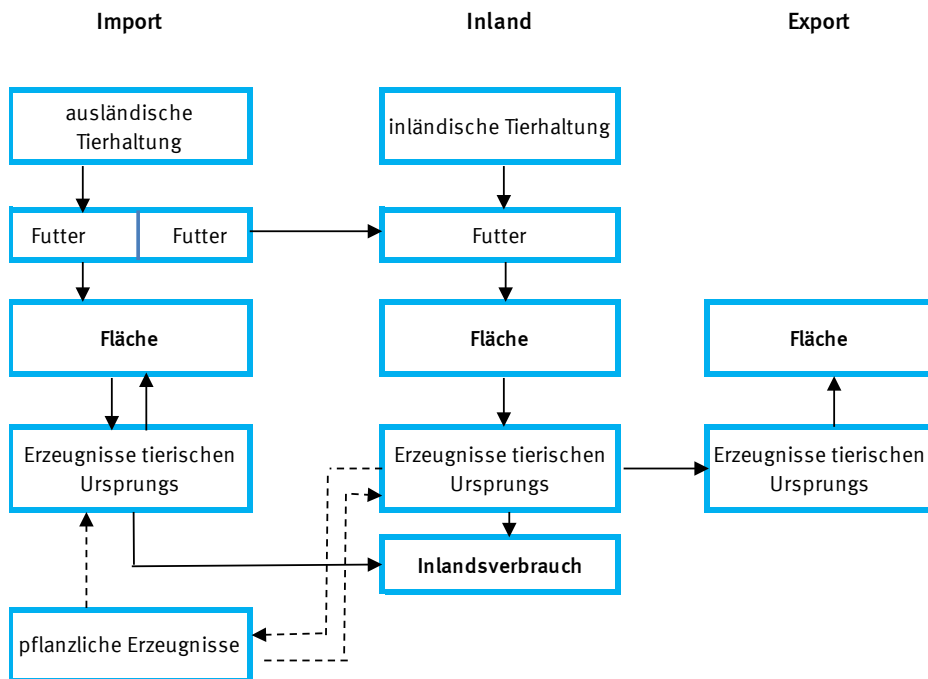 Import
Inland
Export
ausländische
Tierhaltung
inländische Tierhaltung
Futter
Futter
Futter
Fläche
Fläche
Fläche
Erzeugnisse tierischen
Ursprungs
Erzeugnisse tierischen
Ursprungs
Erzeugnisse tierischen
Ursprungs
Inlandsverbrauch
pflanzliche Erzeugnisse